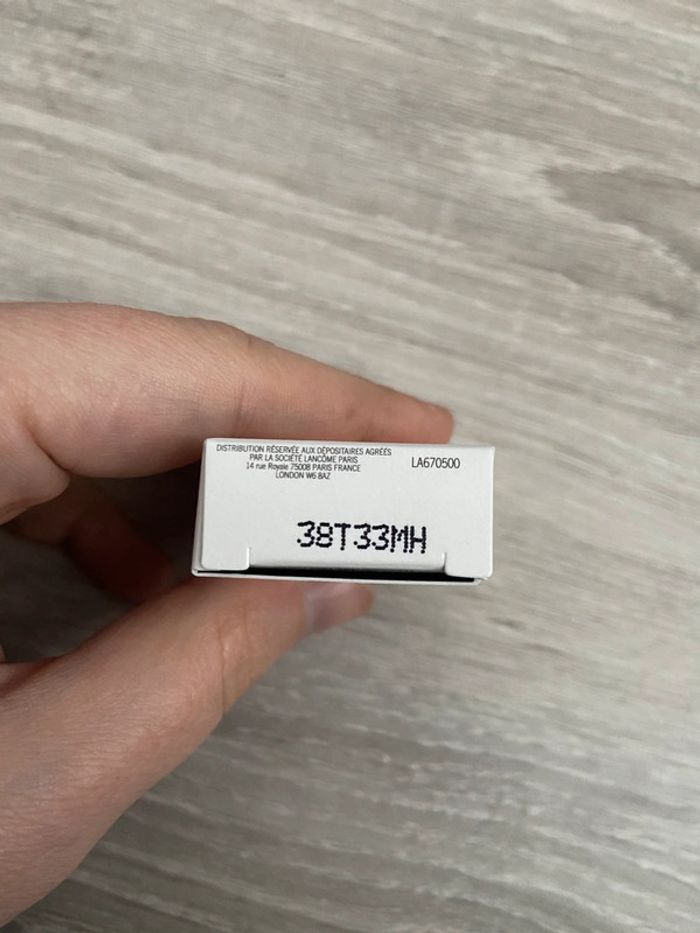 DISTRIBUTION RÉSERVÉE AUX DÉPOSITAIRES AGRÉÉS
PAR LA SOCIÉTÉ LANCÔME PARIS
14 rue Royale 75008 PARIS FRANCE
LONDON W6 8AZ
LA670500
38T33MH